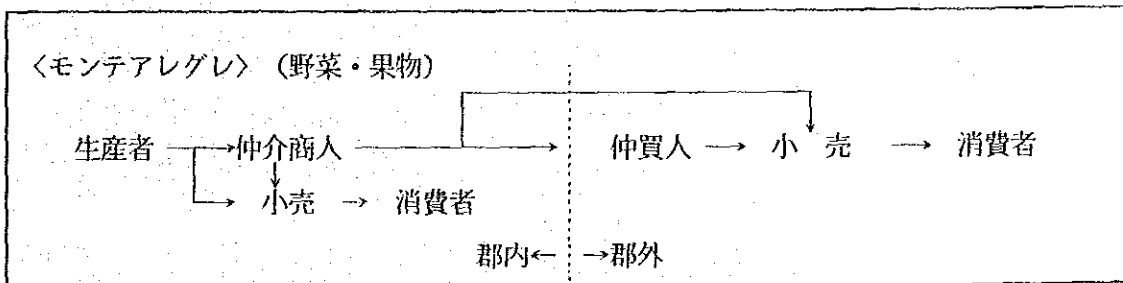 〈モンテアレグレ〉（野菜・果物）
生産者 → 仲介商人 → 仲買人 → 小売 → 消費者
小売 → 消費者
郡内← →郡外